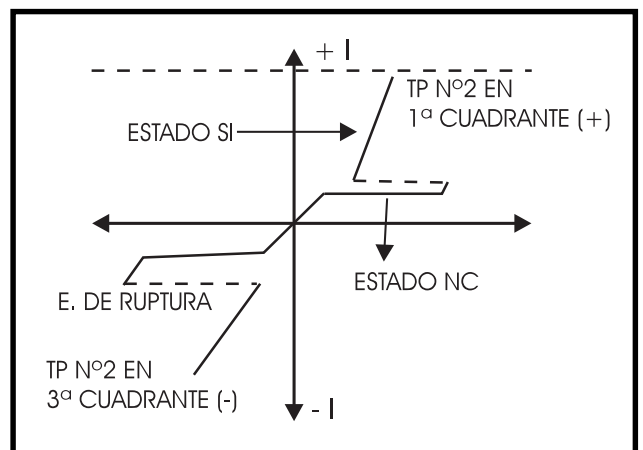 + I
TP Nº2 EN
1ª CUADRANTE (+)
ESTADO SI
ESTADO NC
E. DE RUPTURA
TP Nº2 EN
3ª CUADRANTE (-)
- I